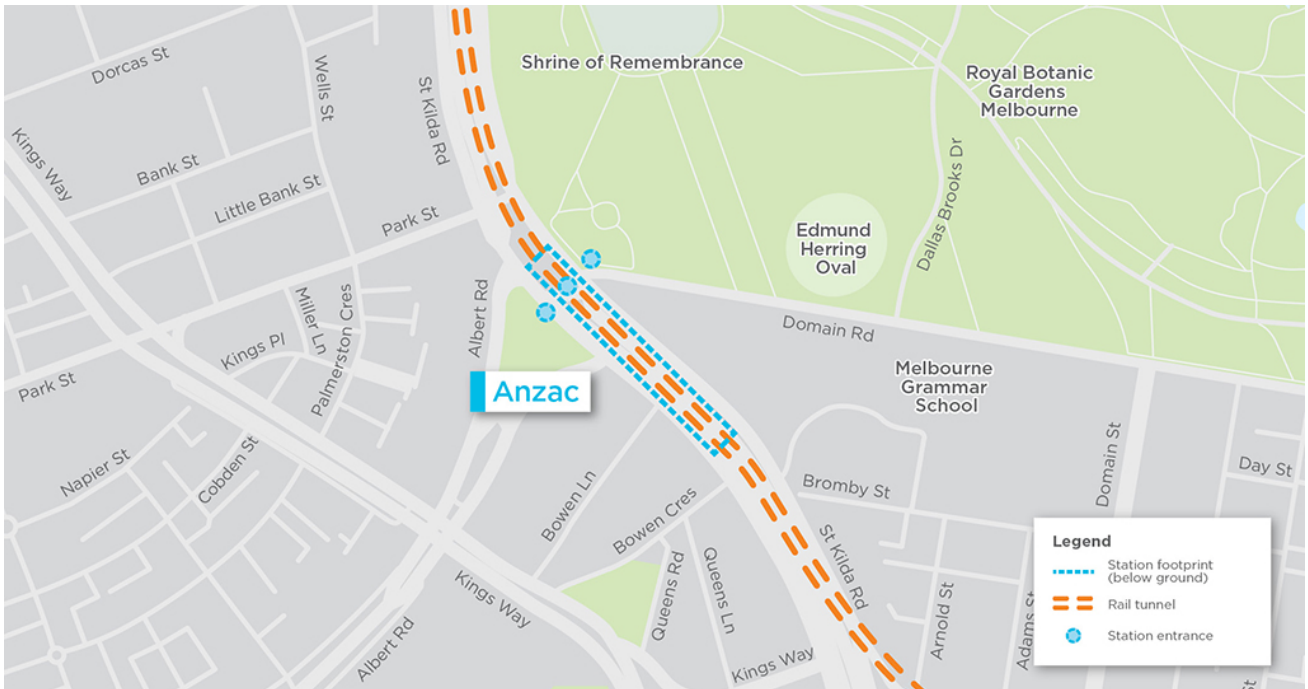 Dorcas St
Wells St
St Kilda Rd
Shrine of Remembrance
Royal Botanic
Gardens
Melbourne
Kings Way
Bank St
Little Bank St
Park St
Edmund
Herring
Oval
Dallas Brooks Dr
Miller Ln
Palmerston Cres
Albert Rd
Domain Rd
Kings Pl
Park St
Anzac
Melbourne
Grammar
School
Napier St
Cobden St
Bowen Ln
Bowen Cres
Bromby St
Domain St
Day St
Kings Way
Albert Rd
Queens Rd
Queens Ln
Kings Way
St Kilda Rd
Arnold St
Adams St
Legend
Station footprint
(below ground)
Rail tunnel
Station entrance